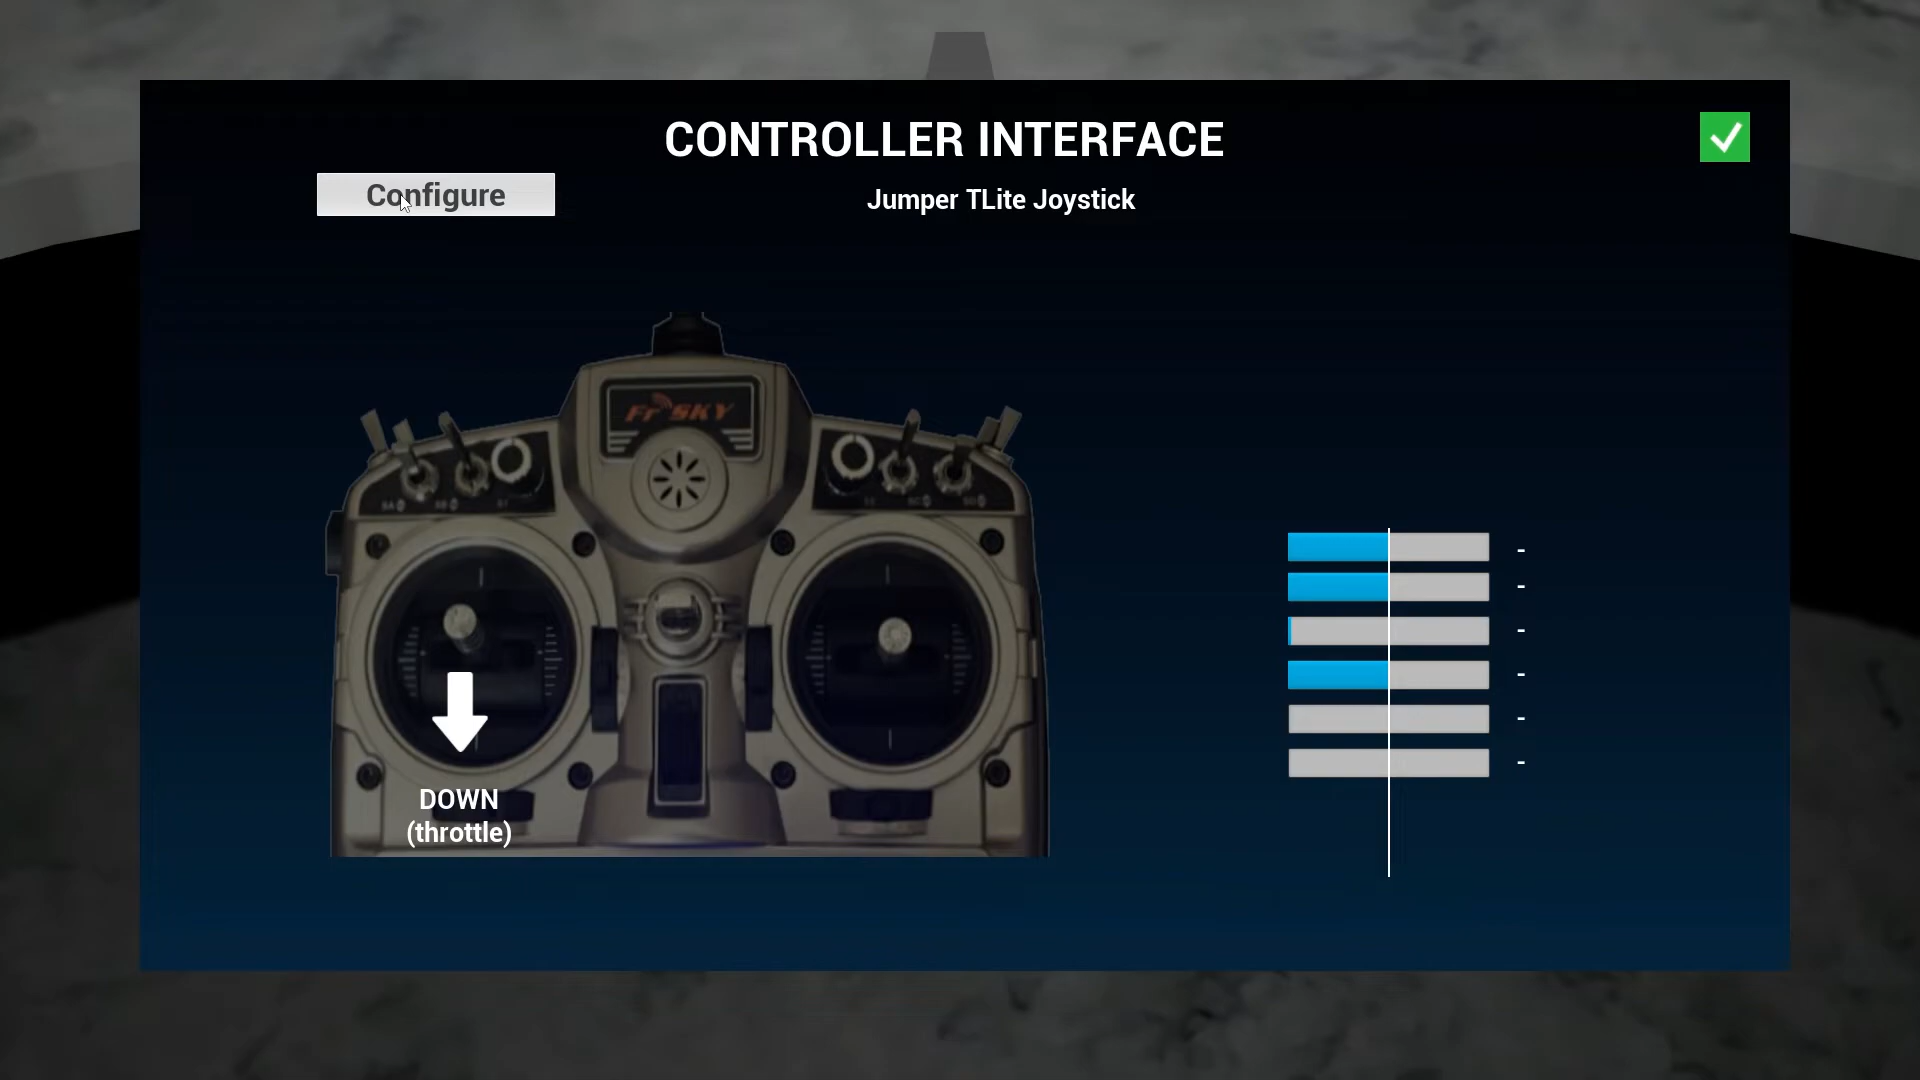 CONTROLLER INTERFACE
Configure
Jumper TLite Joystick
FrSKY
-
-
-
-
-
-
DOWN
(throttle)